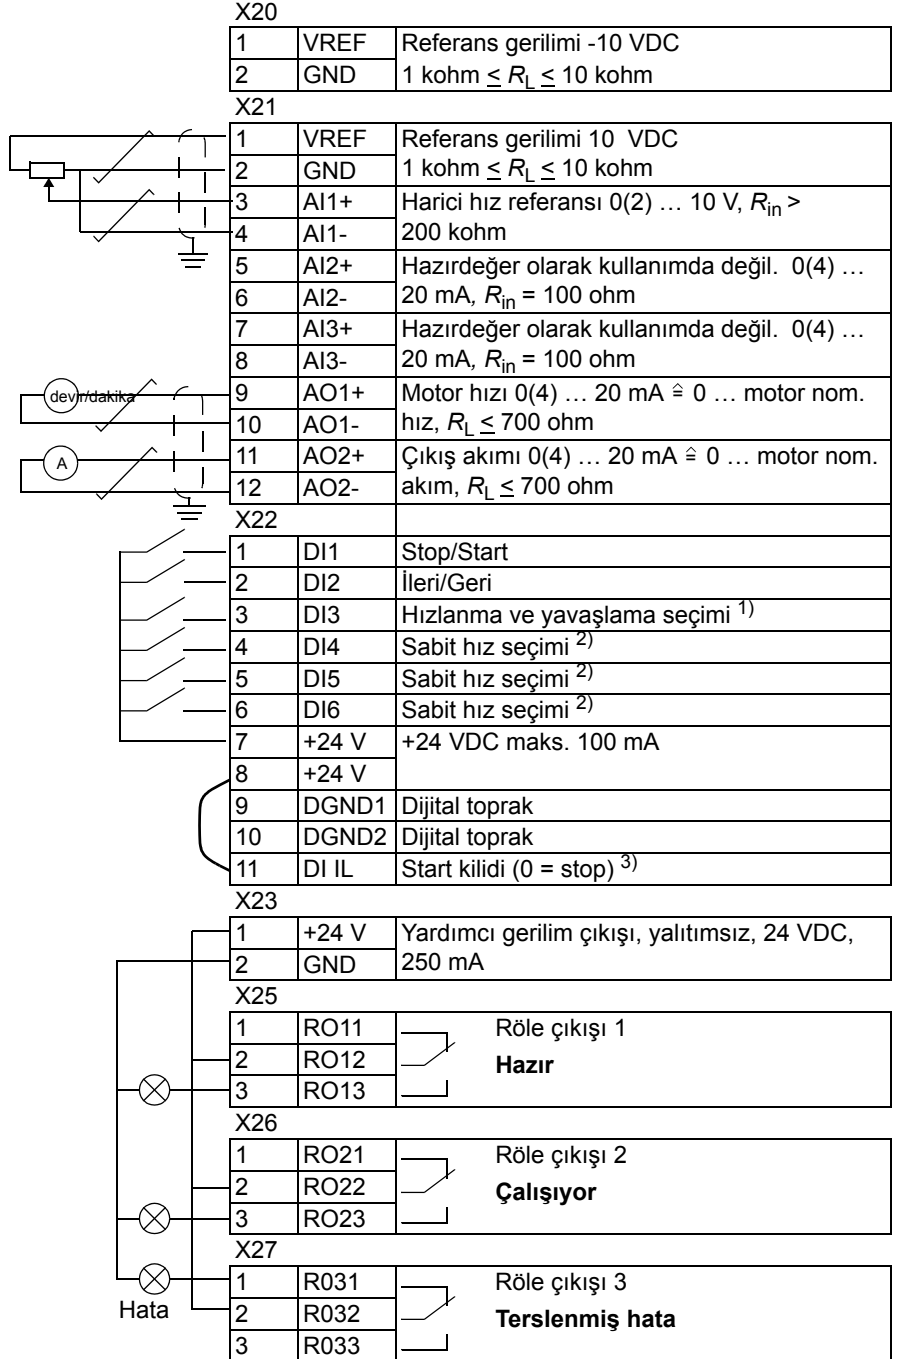 X20
1 VREF Referans gerilimi -10 VDC
2 GND 1 kohm ≤ RL ≤ 10 kohm
X21
1 VREF Referans gerilimi 10 VDC
2 GND 1 kohm ≤ RL ≤ 10 kohm
3 AI1+ Harici hız referansı 0(2) … 10 V, Rin >
4 AI1- 200 kohm
5 AI2+ Hazırdeğer olarak kullanımda değil. 0(4) …
6 AI2- 20 mA, Rin = 100 ohm
7 AI3+ Hazırdeğer olarak kullanımda değil. 0(4) …
8 AI3- 20 mA, Rin = 100 ohm
devir/dakika 9 AO1+ Motor hızı 0(4) … 20 mA ≙ 0 … motor nom.
10 AO1- hız, RL ≤ 700 ohm
A 11 AO2+ Çıkış akımı 0(4) … 20 mA ≙ 0 … motor nom.
12 AO2- akım, RL ≤ 700 ohm
X22
1 DI1 Stop/Start
2 DI2 İleri/Geri
3 DI3 Hızlanma ve yavaşlama seçimi 1)
4 DI4 Sabit hız seçimi 2)
5 DI5 Sabit hız seçimi 2)
6 DI6 Sabit hız seçimi 2)
7 +24 V +24 VDC maks. 100 mA
8 +24 V
9 DGND1 Dijital toprak
10 DGND2 Dijital toprak
11 DI IL Start kilidi (0 = stop) 3)
X23
1 +24 V Yardımcı gerilim çıkışı, yalıtımsız, 24 VDC,
2 GND 250 mA
X25
1 RO11 Röle çıkışı 1
2 RO12 Hazır
3 RO13
X26
1 RO21 Röle çıkışı 2
2 RO22 Çalışıyor
3 RO23
X27
1 R031 Röle çıkışı 3
Hata 2 R032 Terslenmiş hata
3 R033